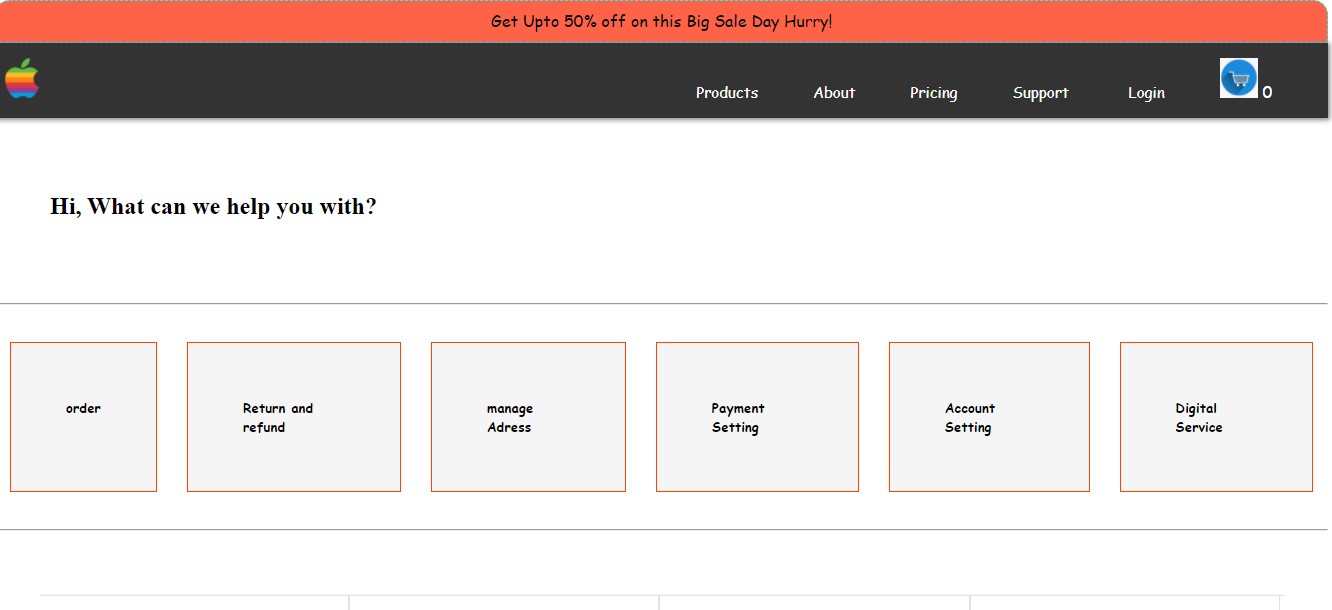 Get Upto 50% off on this Big Sale Day Hurry!
Products About Pricing Support Login 0
Hi, What can we help you with?
order
Return and
refund
manage
Adress
Payment
Setting
Account
Setting
Digital
Service